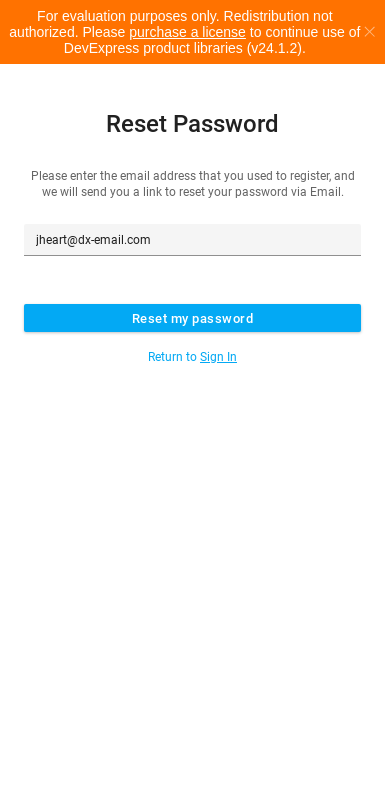 For evaluation purposes only. Redistribution not
authorized. Please purchase a license to continue use of ×
DevExpress product libraries (v24.1.2).
Reset Password
Please enter the email address that you used to register, and
we will send you a link to reset your password via Email.
jheart@dx-email.com
Reset my password
Return to Sign In